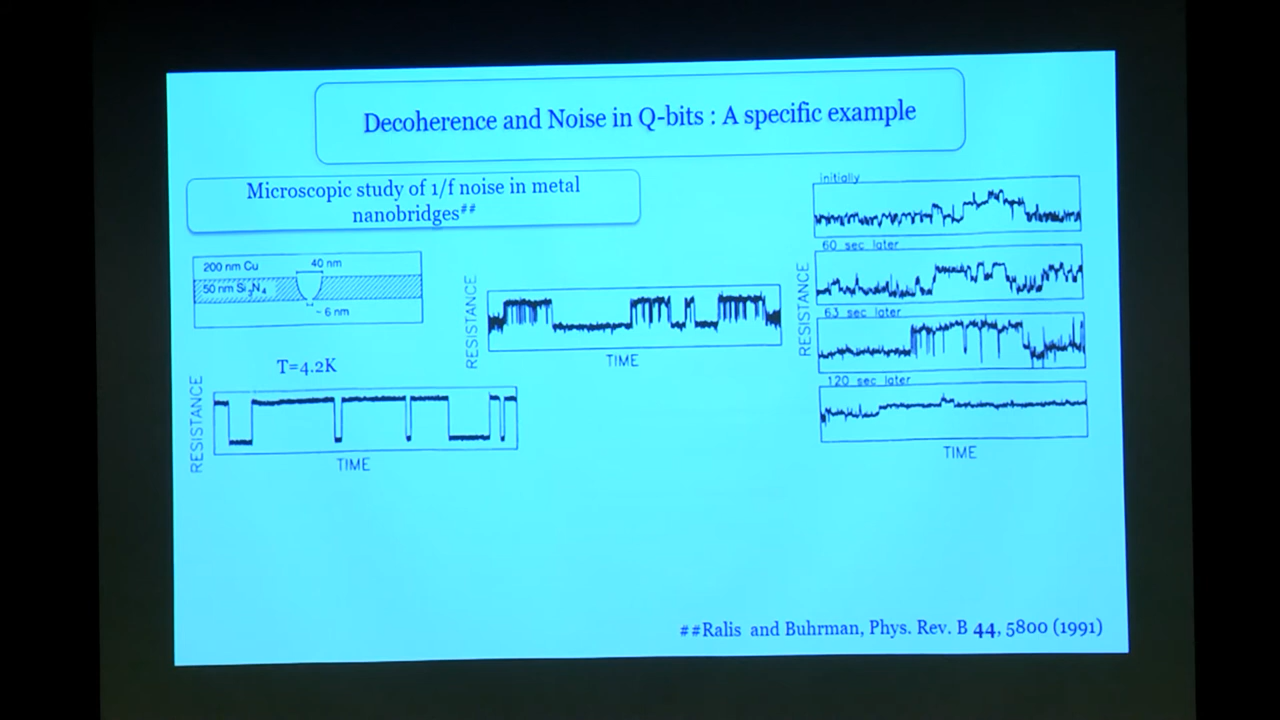 Decoherence and Noise in Q-bits : A specific example
Microscopic study of 1/f noise in metal
nanobridges##
200 nm Cu
40 nm
50 nm Si3N4
~ 6 nm
T=4.2K
RESISTANCE
TIME
RESISTANCE
TIME
initially
60 sec later
63 sec later
120 sec later
RESISTANCE
TIME
##Ralis and Buhrman, Phys. Rev. B 44, 5800 (1991)